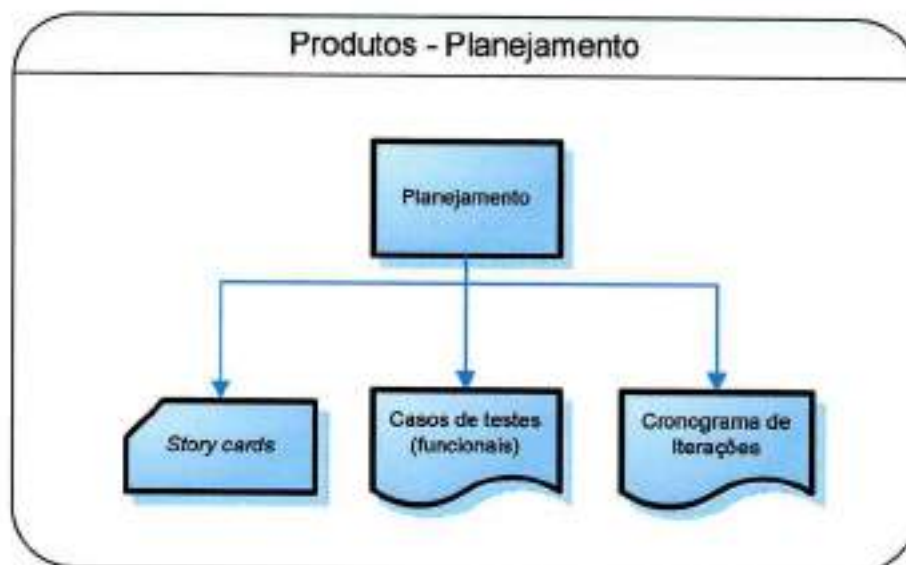 Produtos - Planejamento
Planejamento
Story cards
Casos de testes
(funcionais)
Cronograma de
Iterações